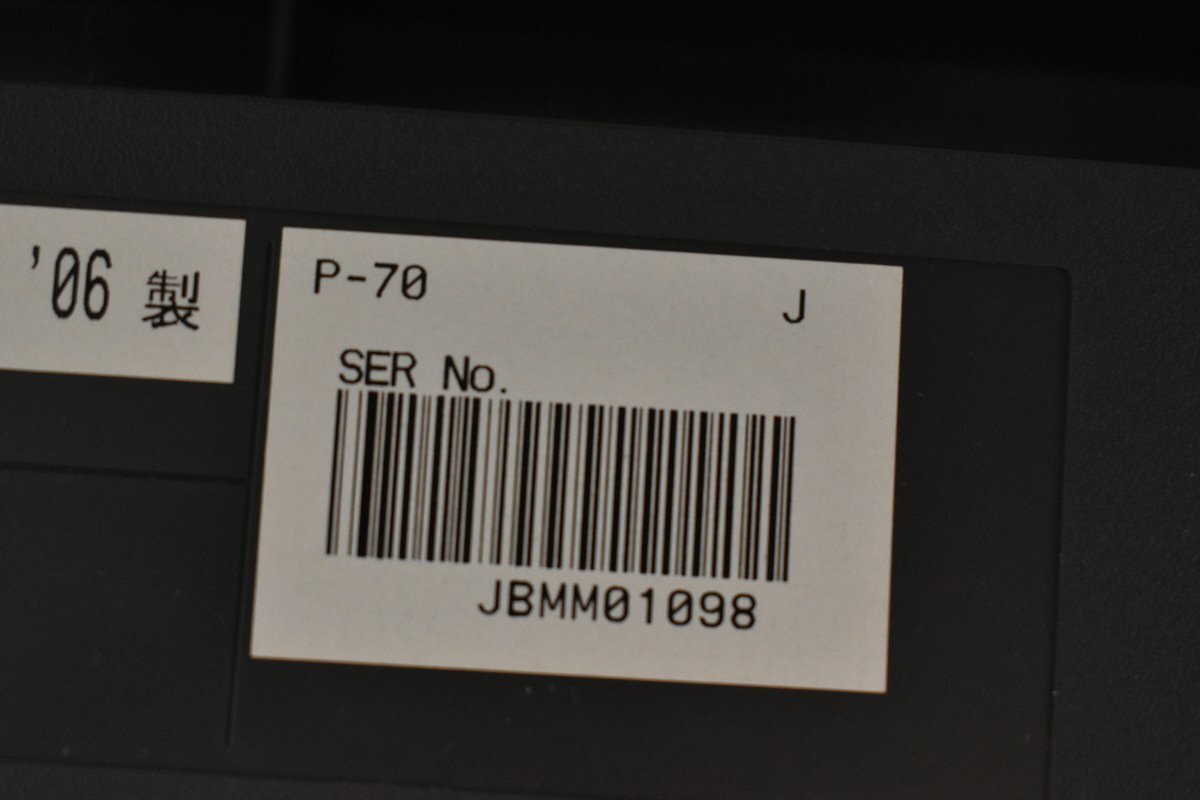 '06 製
P-70
J
SER No.
JBMM01098